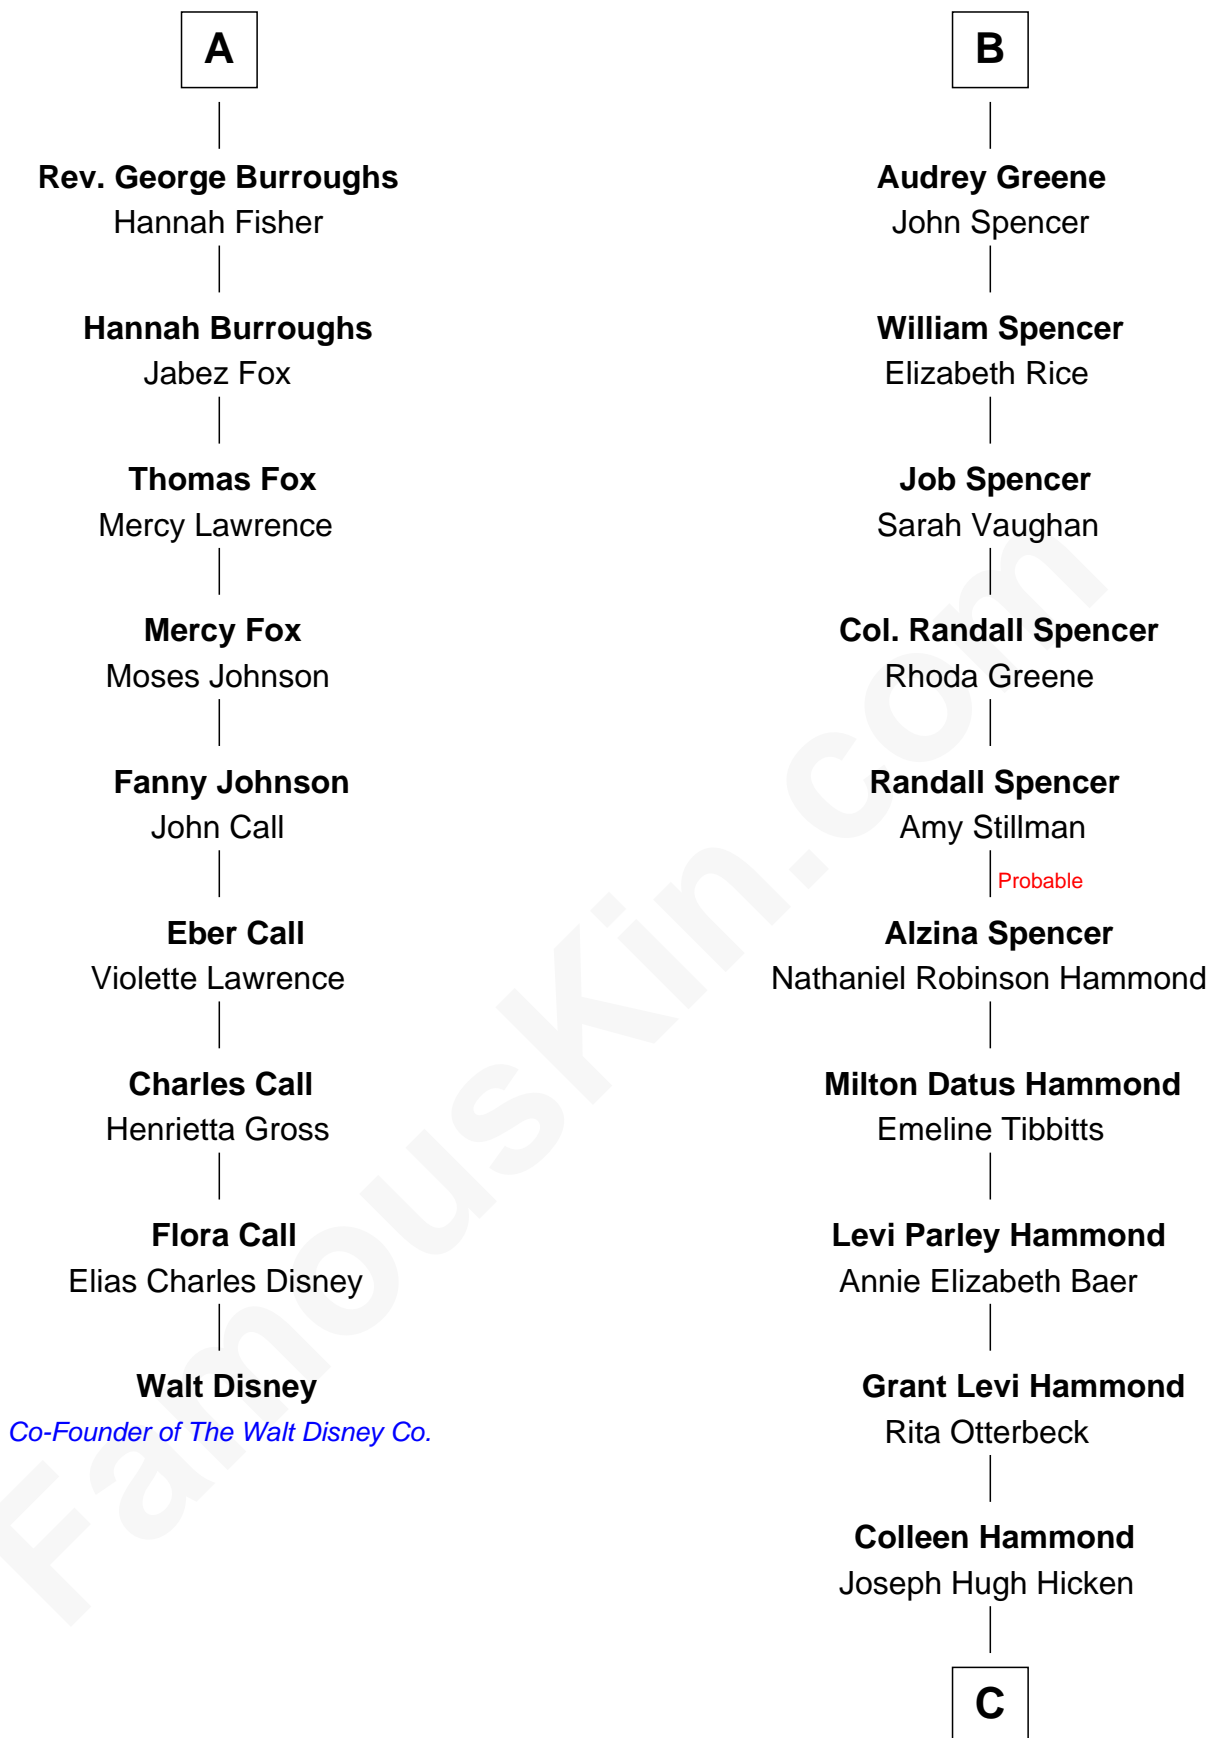 A
Rev. George Burroughs
Hannah Fisher
Hannah Burroughs
Jabez Fox
Thomas Fox
Mercy Lawrence
Mercy Fox
Moses Johnson
Fanny Johnson
John Call
Eber Call
Violette Lawrence
Charles Call
Henrietta Gross
Flora Call
Elias Charles Disney
Walt Disney
Co-Founder of The Walt Disney Co.
B
Audrey Greene
John Spencer
William Spencer
Elizabeth Rice
Job Spencer
Sarah Vaughan
Col. Randall Spencer
Rhoda Greene
Randall Spencer
Amy Stillman
Probable
Alzina Spencer
Nathaniel Robinson Hammond
Milton Datus Hammond
Emeline Tibbitts
Levi Parley Hammond
Annie Elizabeth Baer
Grant Levi Hammond
Rita Otterbeck
Colleen Hammond
Joseph Hugh Hicken
C
FamousKin.com